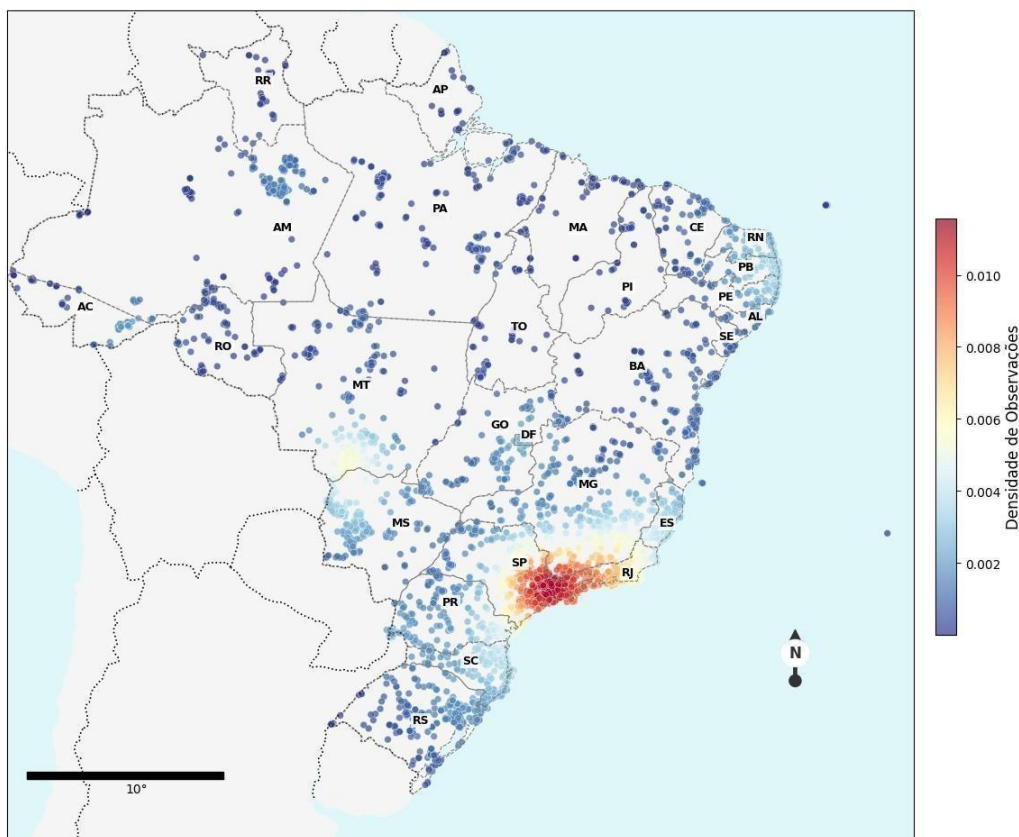 RR
AP
AM
PA
MA
CE
RN
PB
PI
PE
AL
AC
TO
SE
RO
BA
MT
GO
DF
MG
MS
ES
SP
RJ
PR
SC
RS
N
10°
0.010
0.008
0.006
0.004
0.002
Densidade de Observações